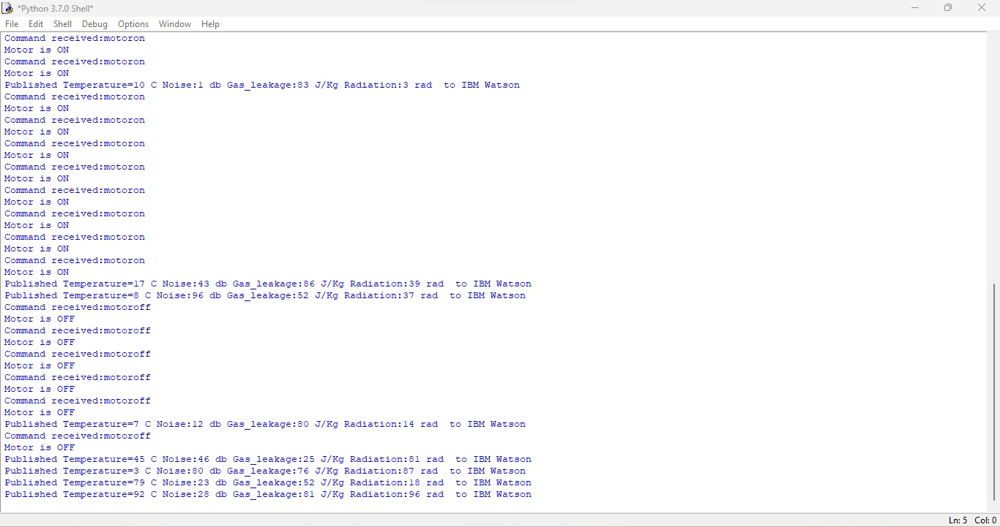 *Python 3.7.0 Shell*
File Edit Shell Debug Options Window Help
Command received:motoron
Motor is ON
Command received:motoron
Motor is ON
Published Temperature=10 C Noise:1 db Gas_leakage:83 J/Kg Radiation:3 rad  to IBM Watson
Command received:motoron
Motor is ON
Command received:motoron
Motor is ON
Command received:motoron
Motor is ON
Command received:motoron
Motor is ON
Command received:motoron
Motor is ON
Command received:motoron
Motor is ON
Command received:motoron
Motor is ON
Command received:motoron
Motor is ON
Published Temperature=17 C Noise:43 db Gas_leakage:86 J/Kg Radiation:39 rad  to IBM Watson
Published Temperature=8 C Noise:96 db Gas_leakage:52 J/Kg Radiation:37 rad  to IBM Watson
Command received:motoroff
Motor is OFF
Command received:motoroff
Motor is OFF
Command received:motoroff
Motor is OFF
Command received:motoroff
Motor is OFF
Command received:motoroff
Motor is OFF
Published Temperature=7 C Noise:12 db Gas_leakage:80 J/Kg Radiation:14 rad  to IBM Watson
Command received:motoroff
Motor is OFF
Published Temperature=45 C Noise:46 db Gas_leakage:25 J/Kg Radiation:81 rad  to IBM Watson
Published Temperature=3 C Noise:80 db Gas_leakage:76 J/Kg Radiation:87 rad  to IBM Watson
Published Temperature=79 C Noise:23 db Gas_leakage:52 J/Kg Radiation:18 rad  to IBM Watson
Published Temperature=92 C Noise:28 db Gas_leakage:81 J/Kg Radiation:96 rad  to IBM Watson
Ln: 5 Col: 0